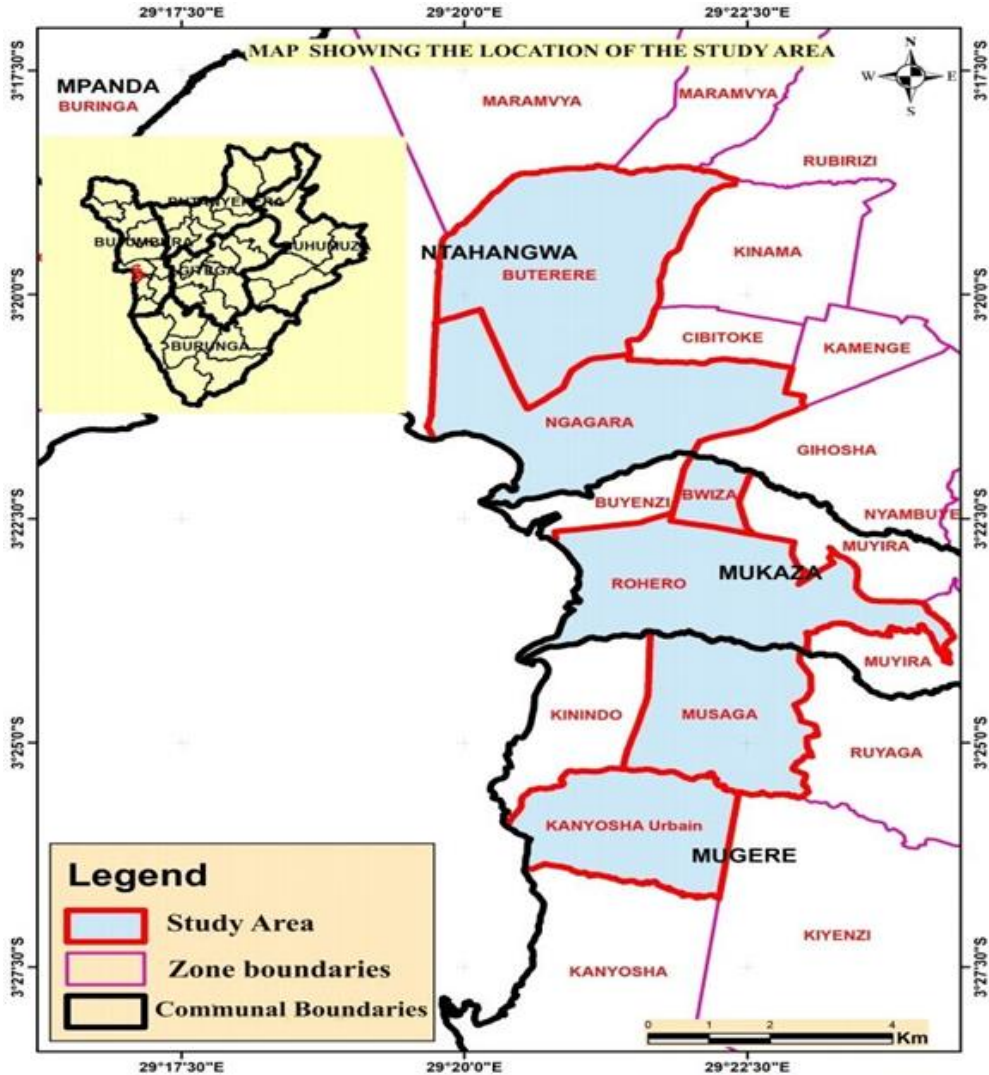 29°17'30"E
29°20'0"E
29°22'30"E
MAP SHOWING THE LOCATION OF THE STUDY AREA
3°17'30"S
3°17'30"S
N
W
E
S
MPANDA
BURINGA
MARAMVYA
MARAMVYA
RUBIRIZI
BUHUMUZA
BUJUMBURA
GITEGA
BURUNGA
NTAHANGWA
BUTERERE
KINAMA
3°20'0"S
3°20'0"S
CIBITOKE
KAMENGE
NGAGARA
GIHOSHA
BUYENZI
BWIZA
NYAMBUYE
3°22'30"S
3°22'30"S
MUYIRA
ROHERO
MUKAZA
MUYIRA
KININDO
MUSAGA
RUYAGA
3°25'0"S
3°25'0"S
KANYOSHA Urbain
MUGERE
Legend
Study Area
Zone boundaries
Communal Boundaries
KIYENZI
KANYOSHA
3°27'30"S
3°27'30"S
0 1 2 4
Km
29°17'30"E
29°20'0"E
29°22'30"E